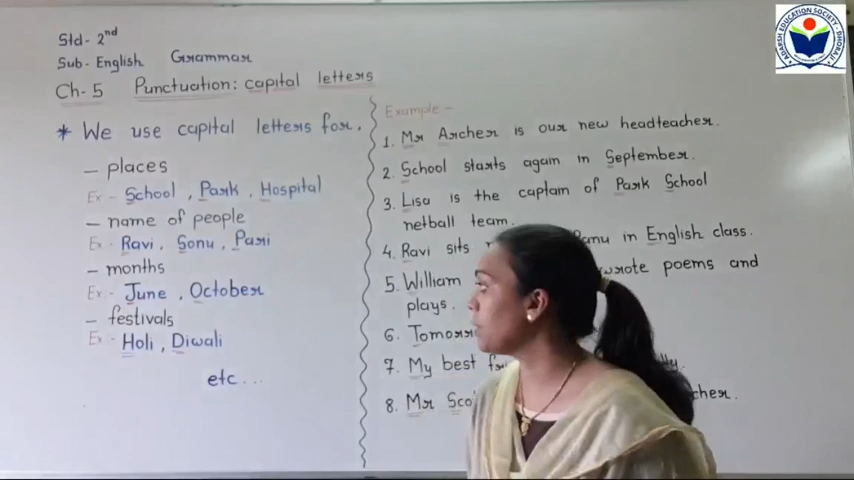 Std- 2nd
Sub- English Grammar
Ch- 5 Punctuation: capital letters
* We use capital letters for.
– places
Ex - School, Park, Hospital
– name of people
Ex - Ravi, Sonu, Pari
– months
Ex - June, October
– festivals
Ex - Holi, Diwali
etc...
Example -
1. Mr Archer is our new headteacher.
2. School starts again in September.
3. Lisa is the captain of Park School
netball team.
4. Ravi sits in English class.
5. William wrote poems and
plays.
6.
7. My best
8. Mr
ADARSH EDUCATION SOCIETY - DHORAJI